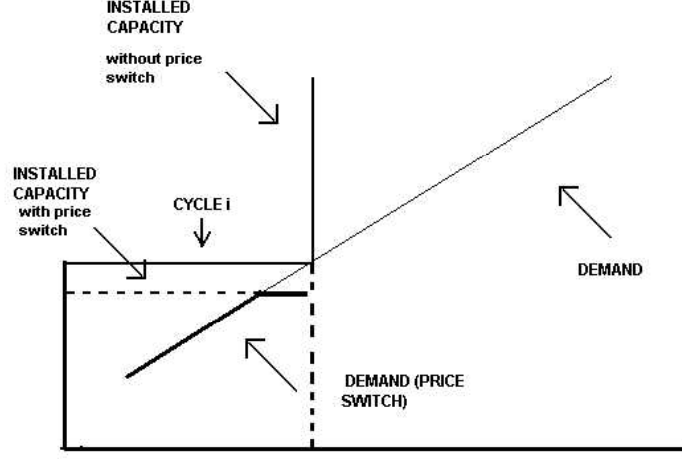 INSTALLED
CAPACITY
without price
switch
INSTALLED
CAPACITY
with price
switch
CYCLE i
DEMAND
DEMAND (PRICE
SWITCH)